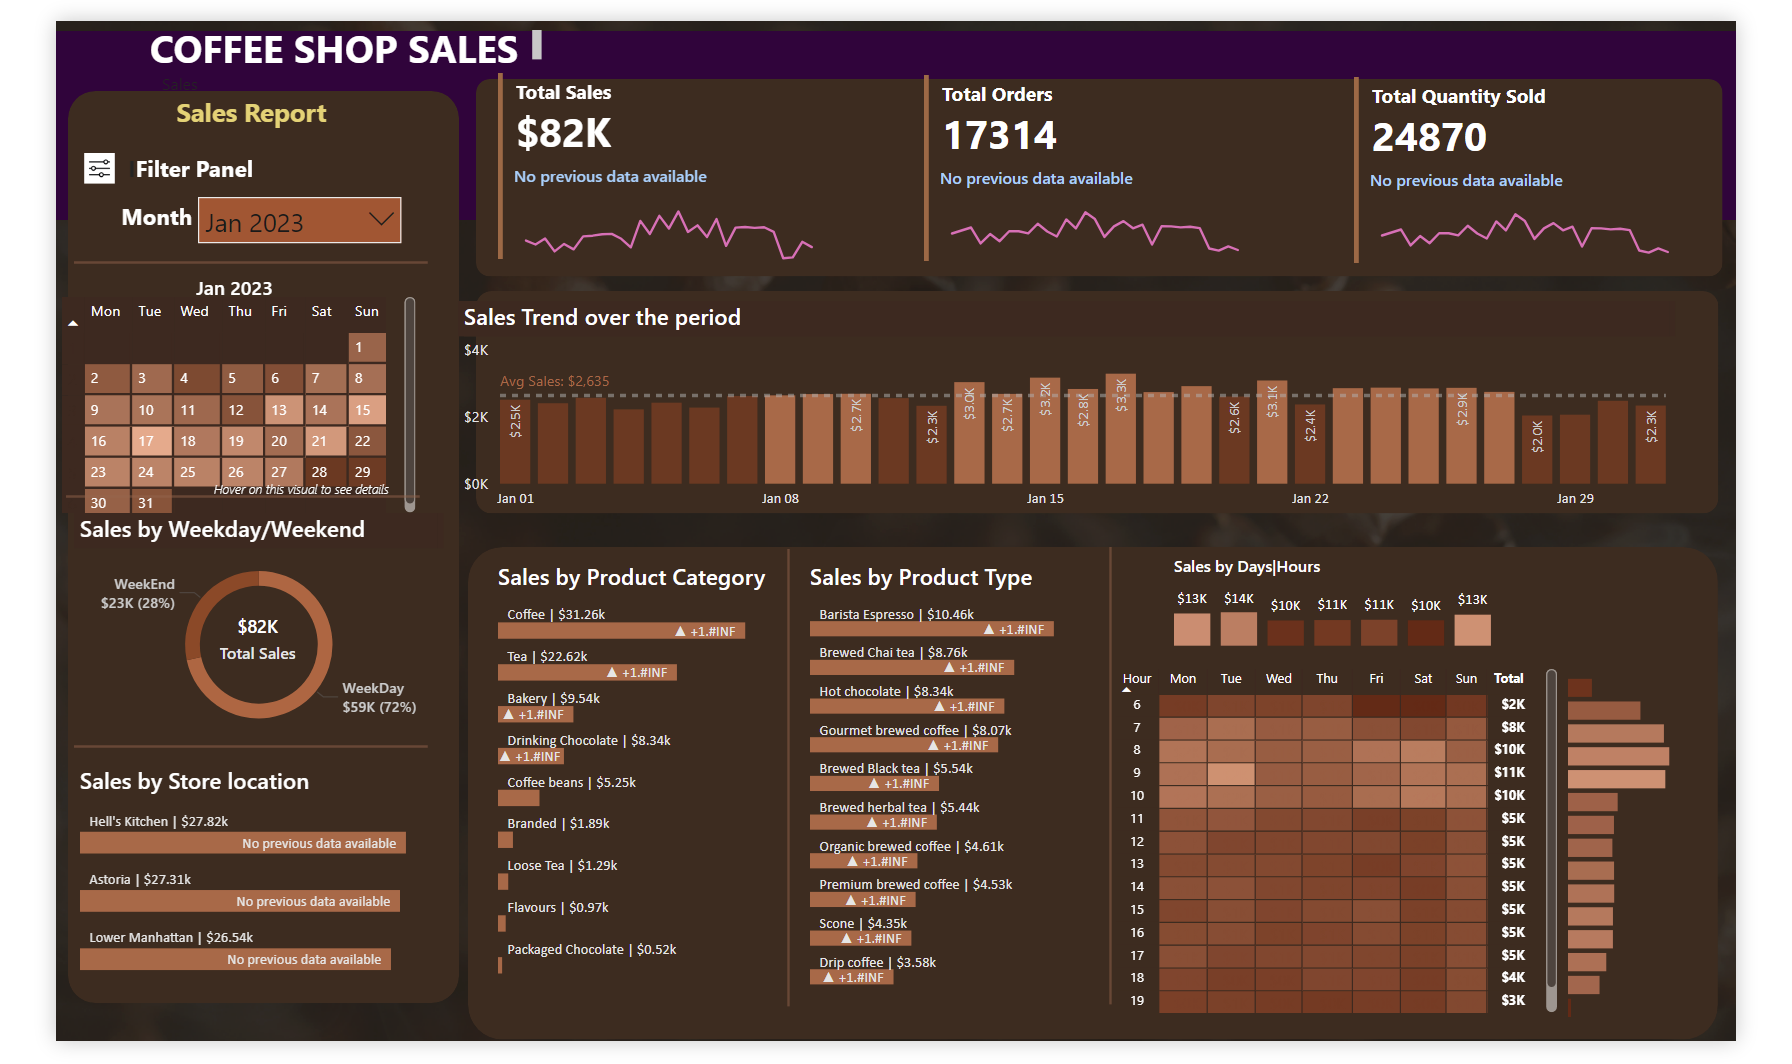 COFFEE SHOP SALES
Sales
Sales Report
Filter Panel
Month
Jan 2023
Total Sales
$82K
No previous data available
Total Orders
17314
No previous data available
Total Quantity Sold
24870
No previous data available
Jan 2023
Mon Tue Wed Thu Fri Sat Sun
1
2 3 4 5 6 7 8
9 10 11 12 13 14 15
16 17 18 19 20 21 22
23 24 25 26 27 28 29
Hover on this visual to see details
30 31
Sales Trend over the period
$4K
Avg Sales: $2,635
$2K
$2.5K $2.7K $2.3K $3.0K $2.7K $3.2K $2.8K $3.3K $2.6K $3.1K $2.4K $2.9K $2.0K $2.3K
$0K
Jan 01 Jan 08 Jan 15 Jan 22 Jan 29
Sales by Weekday/Weekend
WeekEnd
$23K (28%)
$82K
Total Sales
WeekDay
$59K (72%)
Sales by Store location
Hell's Kitchen | $27.82k
No previous data available
Astoria | $27.31k
No previous data available
Lower Manhattan | $26.54k
No previous data available
Sales by Product Category
Coffee | $31.26k
▲ +1.#INF
Tea | $22.62k
▲ +1.#INF
Bakery | $9.54k
▲ +1.#INF
Drinking Chocolate | $8.34k
▲ +1.#INF
Coffee beans | $5.25k
Branded | $1.89k
Loose Tea | $1.29k
Flavours | $0.97k
Packaged Chocolate | $0.52k
Sales by Product Type
Barista Espresso | $10.46k
▲ +1.#INF
Brewed Chai tea | $8.76k
▲ +1.#INF
Hot chocolate | $8.34k
▲ +1.#INF
Gourmet brewed coffee | $8.07k
▲ +1.#INF
Brewed Black tea | $5.54k
▲ +1.#INF
Brewed herbal tea | $5.44k
▲ +1.#INF
Organic brewed coffee | $4.61k
▲ +1.#INF
Premium brewed coffee | $4.53k
▲ +1.#INF
Scone | $4.35k
▲ +1.#INF
Drip coffee | $3.58k
▲ +1.#INF
Sales by Days|Hours
$13K $14K $10K $11K $11K $10K $13K
Hour Mon Tue Wed Thu Fri Sat Sun Total
6 $2K
7 $8K
8 $10K
9 $11K
10 $10K
11 $5K
12 $5K
13 $5K
14 $5K
15 $5K
16 $5K
17 $5K
18 $4K
19 $3K